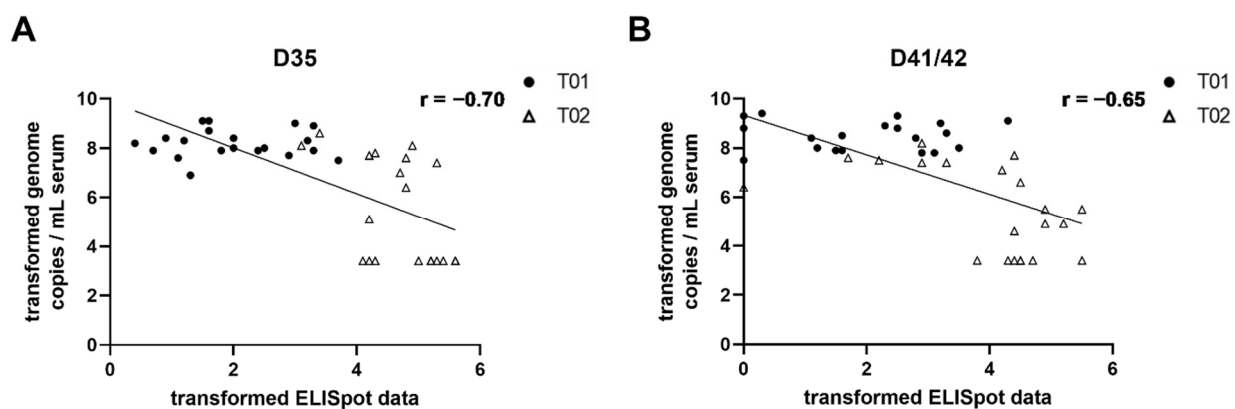 A
D35
T01
T02
r = −0.70
10
8
6
4
2
0
transformed genome
copies / mL serum
0 2 4 6
transformed ELISpot data
B
D41/42
T01
T02
r = −0.65
10
8
6
4
2
0
transformed genome
copies / mL serum
0 2 4 6
transformed ELISpot data